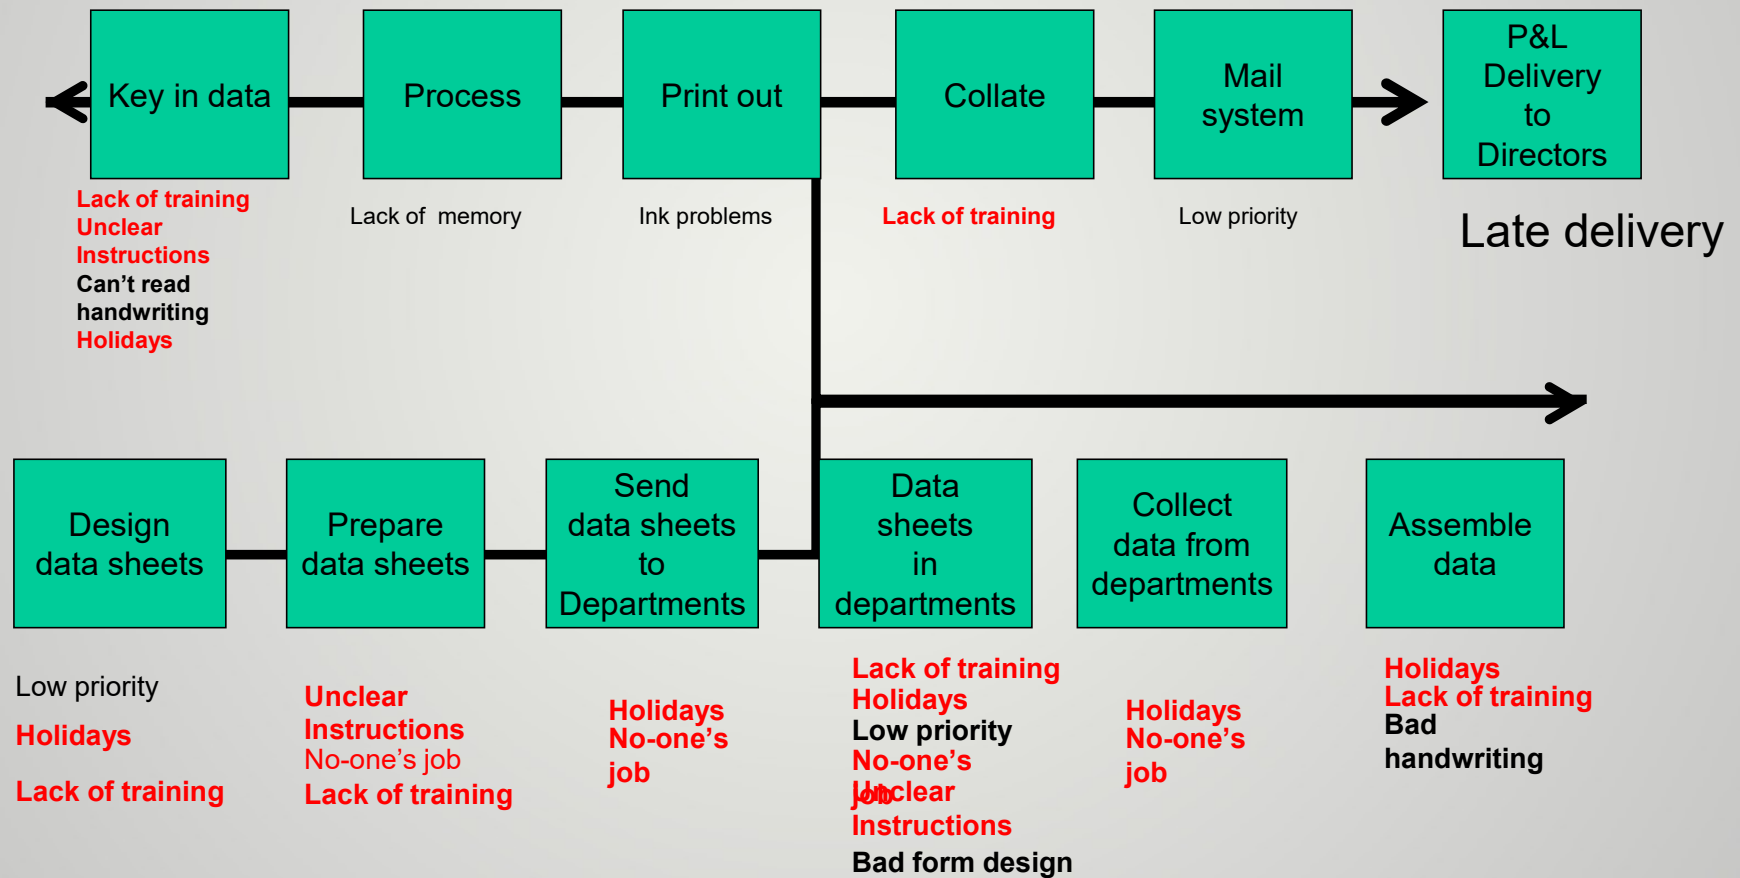 Key in data
Process
Print out
Collate
Mail
system
P&L
Delivery
to
Directors
Lack of training
Unclear
Instructions
Can't read
handwriting
Holidays
Lack of  memory
Ink problems
Lack of training
Low priority
Late delivery
Design
data sheets
Prepare
data sheets
Send
data sheets
to
Departments
Data
sheets
in
departments
Collect
data from
departments
Assemble
data
Low priority
Holidays
Lack of training
Unclear
Instructions
No-one's job
Lack of training
Holidays
No-one's
job
Lack of training
Holidays
Low priority
No-one's
job
Unclear
Instructions
Bad form design
Holidays
No-one's
job
Holidays
Lack of training
Bad
handwriting